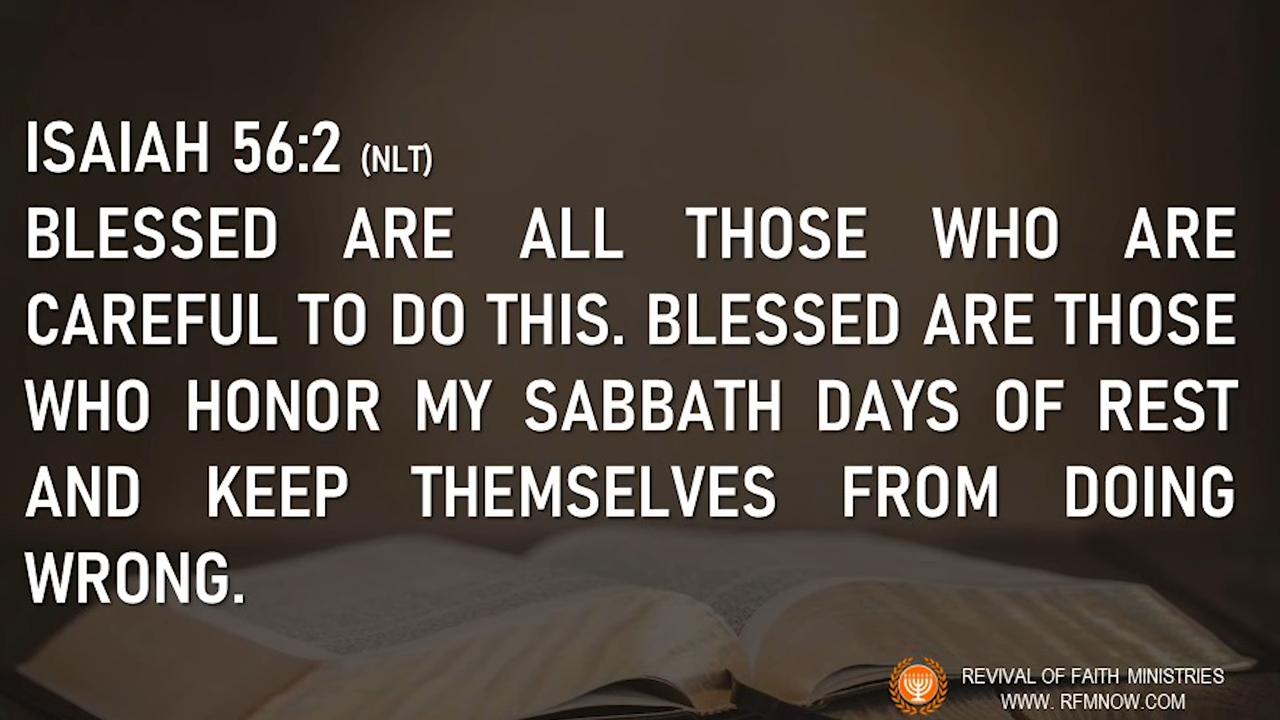 ISAIAH 56:2 (NLT)
BLESSED ARE ALL THOSE WHO ARE
CAREFUL TO DO THIS. BLESSED ARE THOSE
WHO HONOR MY SABBATH DAYS OF REST
AND KEEP THEMSELVES FROM DOING
WRONG.
REVIVAL OF FAITH MINISTRIES
WWW. RFMNOW.COM